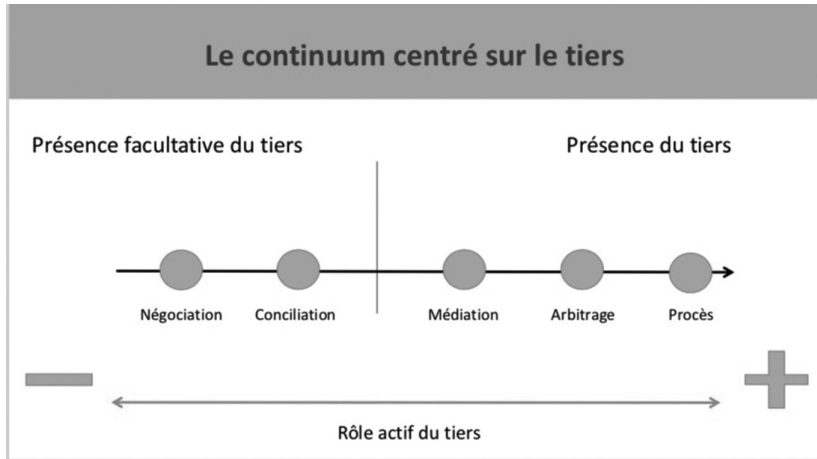 Le continuum centré sur le tiers
Présence facultative du tiers
Présence du tiers
Négociation
Conciliation
Médiation
Arbitrage
Procès
Rôle actif du tiers